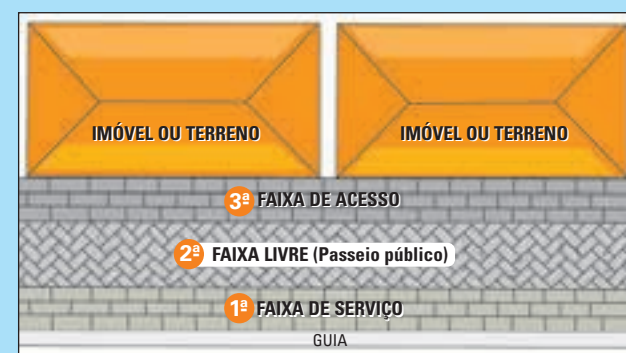 IMÓVEL OU TERRENO
IMÓVEL OU TERRENO
3ª FAIXA DE ACESSO
2ª FAIXA LIVRE (Passeio público)
1ª FAIXA DE SERVIÇO
GUIA